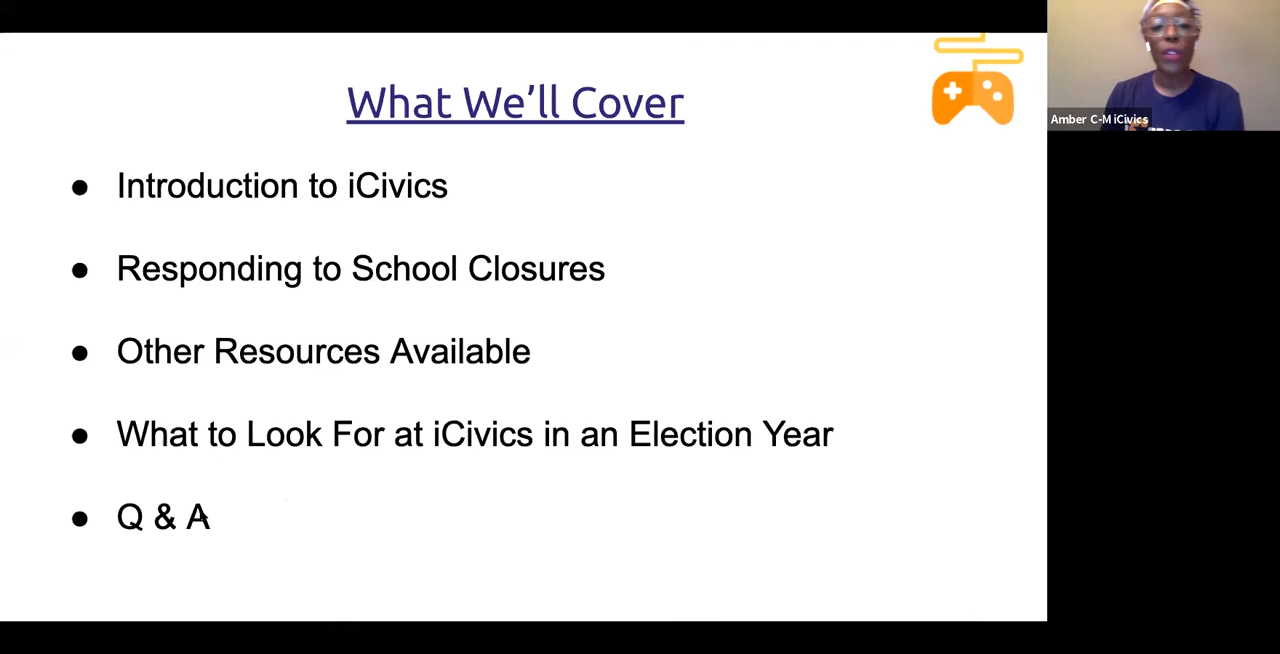 What We'll Cover
Amber C-M iCivics
● Introduction to iCivics
● Responding to School Closures
● Other Resources Available
● What to Look For at iCivics in an Election Year
● Q & A